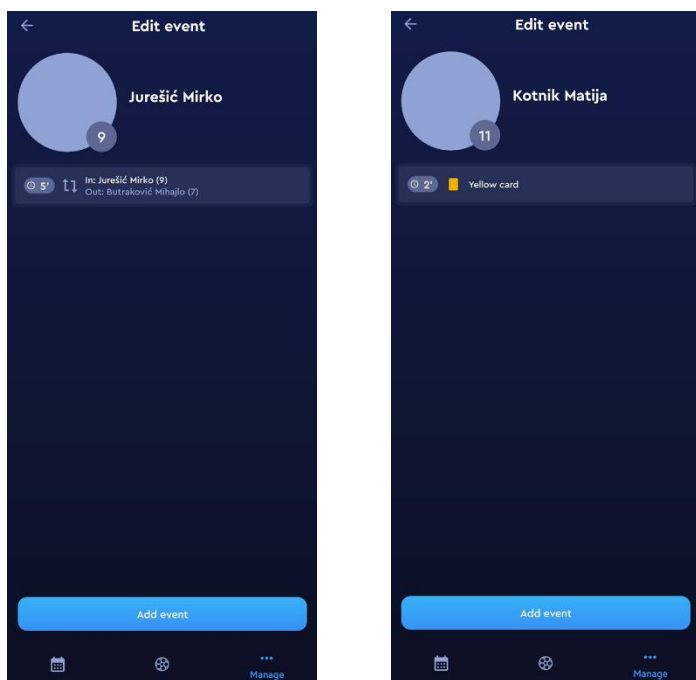 Edit event
Jurešić Mirko
9
5'
In: Jurešić Mirko (9)
Out: Butraković Mihajlo (7)
Add event
Manage
Edit event
Kotnik Matija
11
2'
Yellow card
Add event
Manage